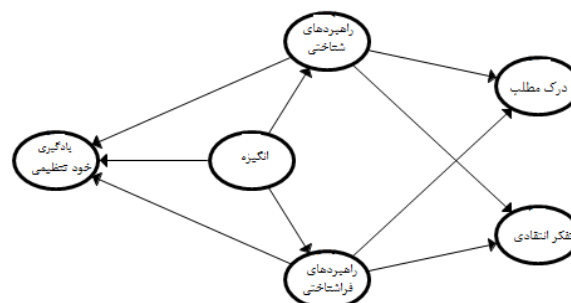 راهبردهای
شناختی
درک مطلب
انگیزه
یادگیری
خود تنظیمی
تفکر انتقادی
راهبردهای
فراشناختی